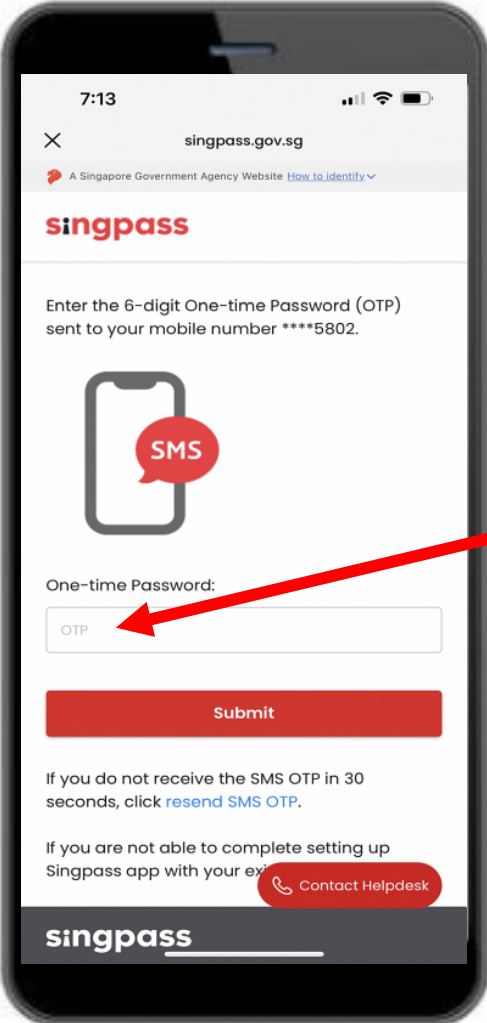 7:13
singpass.gov.sg
A Singapore Government Agency Website How to identify
singpass
Enter the 6-digit One-time Password (OTP)
sent to your mobile number ****5802.
SMS
One-time Password:
OTP
Submit
If you do not receive the SMS OTP in 30
seconds, click resend SMS OTP.
If you are not able to complete setting up
Singpass app with your
Contact Helpdesk
singpass